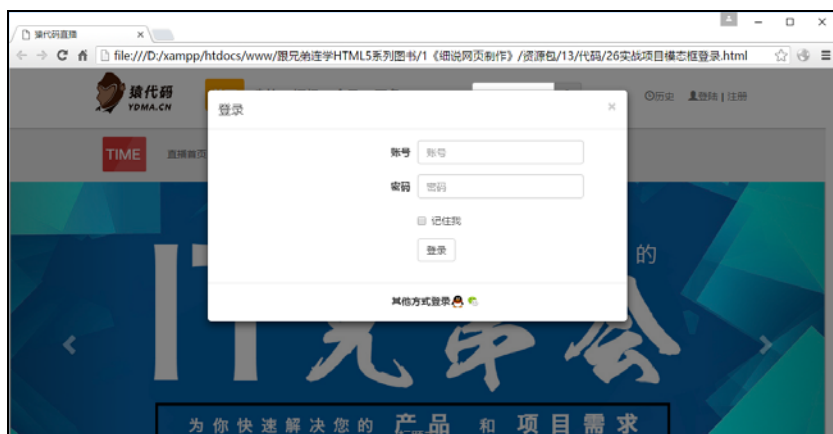 猿代码直播
file:///D:/xampp/htdocs/www/跟兄弟连学HTML5系列图书/1《细说网页制作》/资源包/13/代码/26实战项目模态框登录.html
猿代码
YDMA.CN
历史 登陆 | 注册
登录 ×
TIME 直播首页
账号 账号
密码 密码
记住我
登录
其他方式登录
IT兄弟会 的
为你快速解决您的 产品 和 项目需求